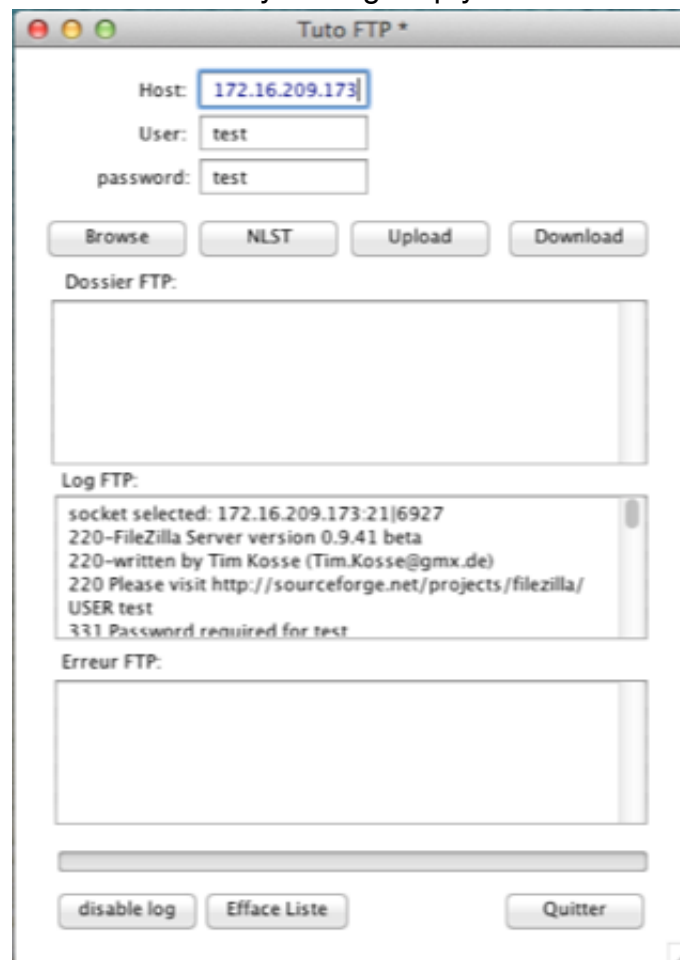 Tuto FTP *
Host: 172.16.209.173
User: test
password: test
Browse NLST Upload Download
Dossier FTP:
Log FTP:
socket selected: 172.16.209.173:21|6927
220-FileZilla Server version 0.9.41 beta
220-written by Tim Kosse (Tim.Kosse@gmx.de)
220 Please visit http://sourceforge.net/projects/filezilla/
USER test
331 Password required for test
Erreur FTP:
disable log Efface Liste Quitter